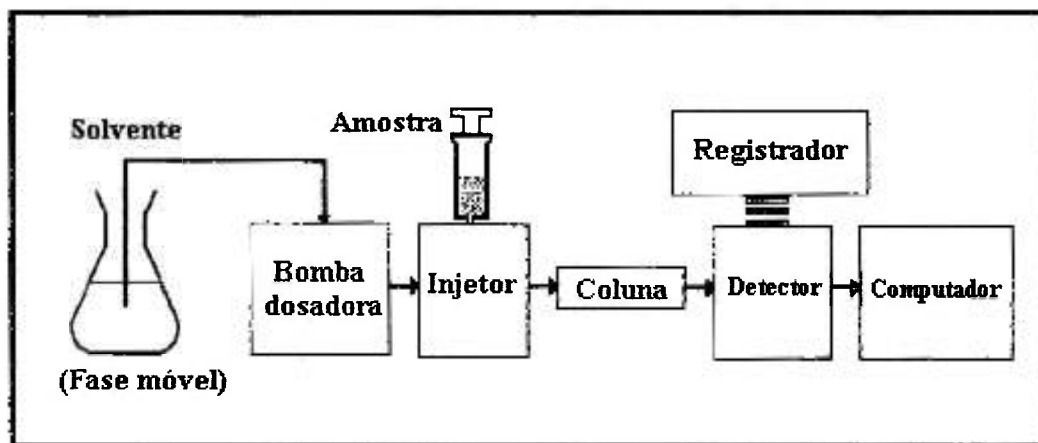 Solvente
(Fase móvel)
Bomba
dosadora
Amostra
Injetor
Coluna
Registrador
Detector
Computador